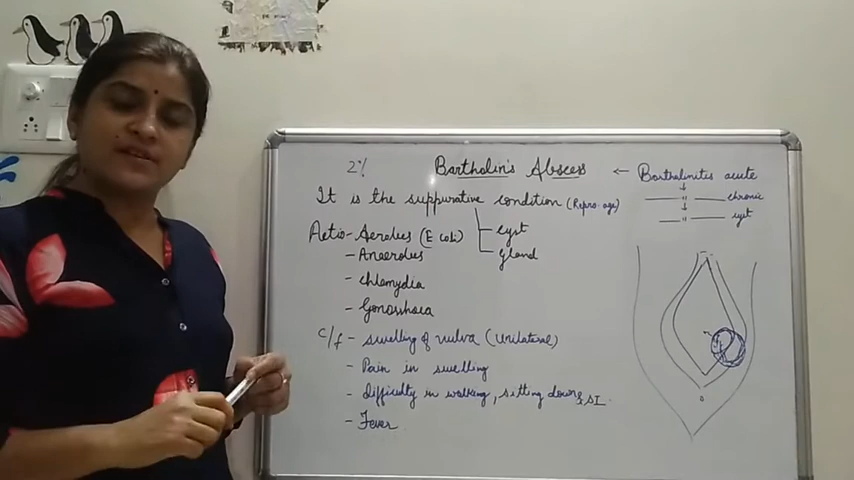 2% Bartholin's Abscess ← Bartholinitis acute
↓
—— " —— chronic
↓
— " —— cyst
It is the suppurative condition (Repro. age)
cyst
gland
Aetio - Aerobes (E coli)
- Anaerobes
- chlamydia
- Gonorrhoea
c/f - swelling of vulva (Unilateral)
- Pain in swelling
- difficulty in walking, sitting down & SI.
- Fever